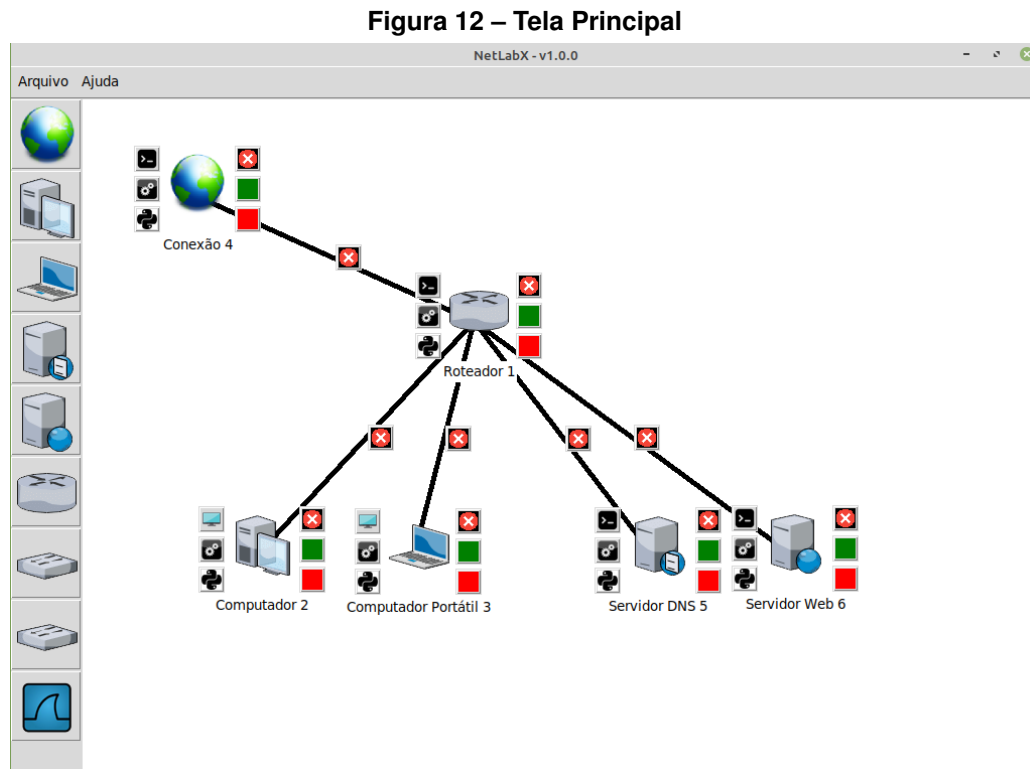 Figura 12 – Tela Principal
NetLabX - v1.0.0
Arquivo Ajuda
Conexão 4
Roteador 1
Computador 2
Computador Portátil 3
Servidor DNS 5
Servidor Web 6